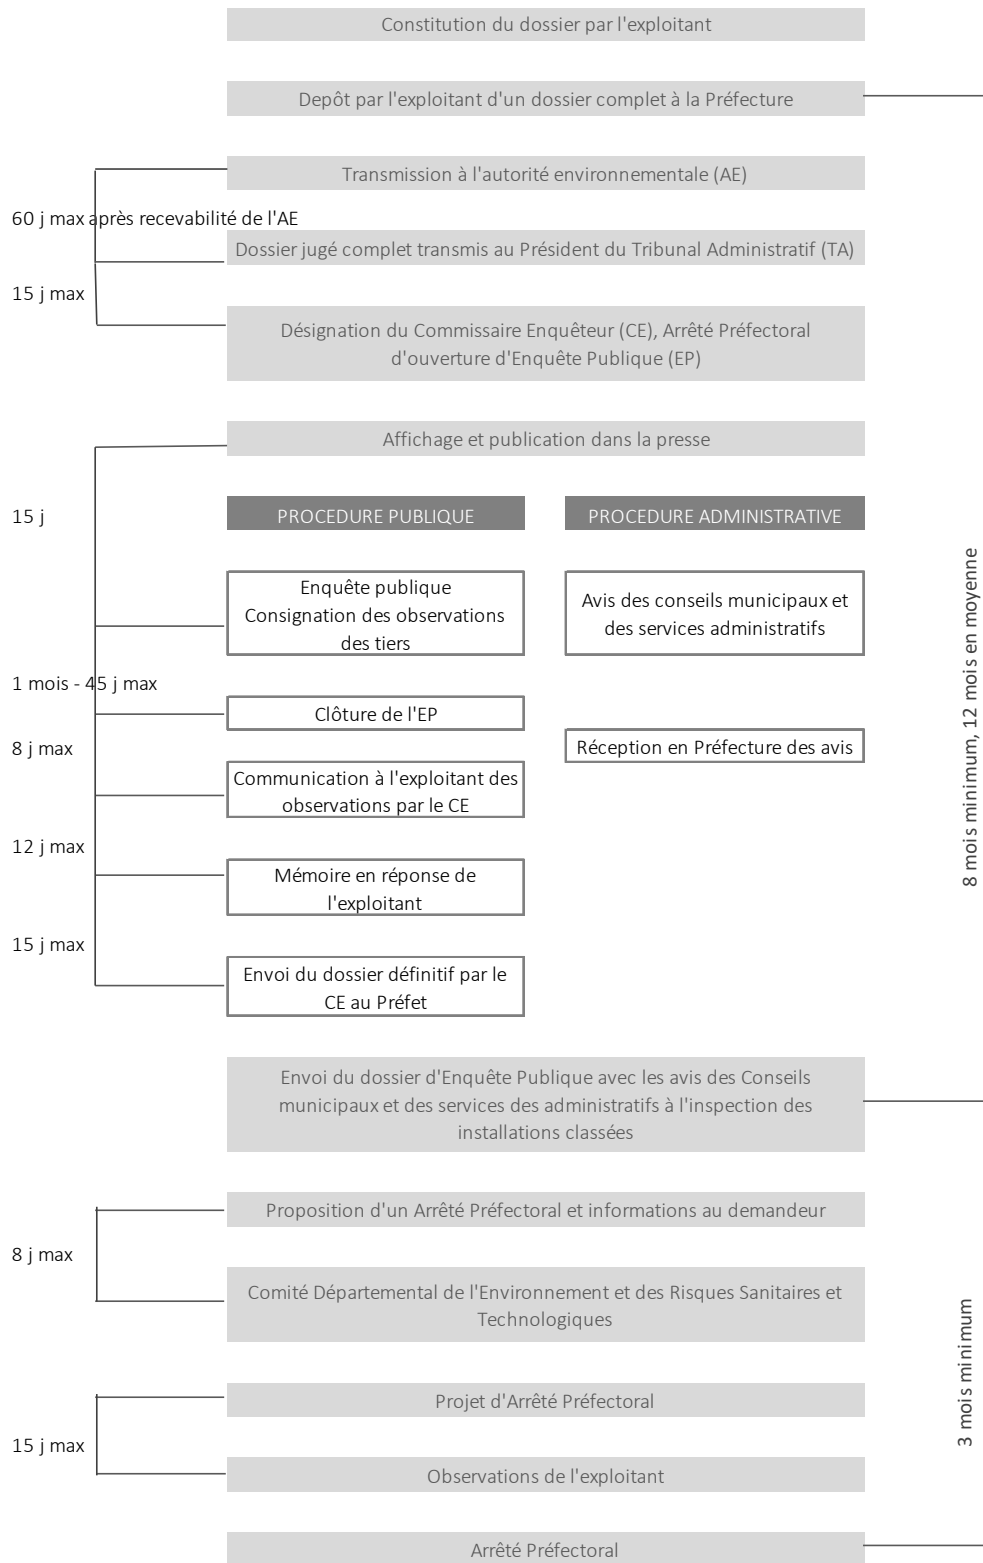 Constitution du dossier par l'exploitant
Depôt par l'exploitant d'un dossier complet à la Préfecture
Transmission à l'autorité environnementale (AE)
60 j max après recevabilité de l'AE
Dossier jugé complet transmis au Président du Tribunal Administratif (TA)
15 j max
Désignation du Commissaire Enquêteur (CE), Arrêté Préfectoral
d'ouverture d'Enquête Publique (EP)
Affichage et publication dans la presse
15 j
PROCEDURE PUBLIQUE
PROCEDURE ADMINISTRATIVE
Enquête publique
Consignation des observations
des tiers
Avis des conseils municipaux et
des services administratifs
1 mois - 45 j max
Clôture de l'EP
8 j max
Réception en Préfecture des avis
Communication à l'exploitant des
observations par le CE
12 j max
Mémoire en réponse de
l'exploitant
15 j max
Envoi du dossier définitif par le
CE au Préfet
8 mois minimum, 12 mois en moyenne
Envoi du dossier d'Enquête Publique avec les avis des Conseils
municipaux et des services des administratifs à l'inspection des
installations classées
Proposition d'un Arrêté Préfectoral et informations au demandeur
8 j max
Comité Départemental de l'Environnement et des Risques Sanitaires et
Technologiques
Projet d'Arrêté Préfectoral
15 j max
Observations de l'exploitant
3 mois minimum
Arrêté Préfectoral